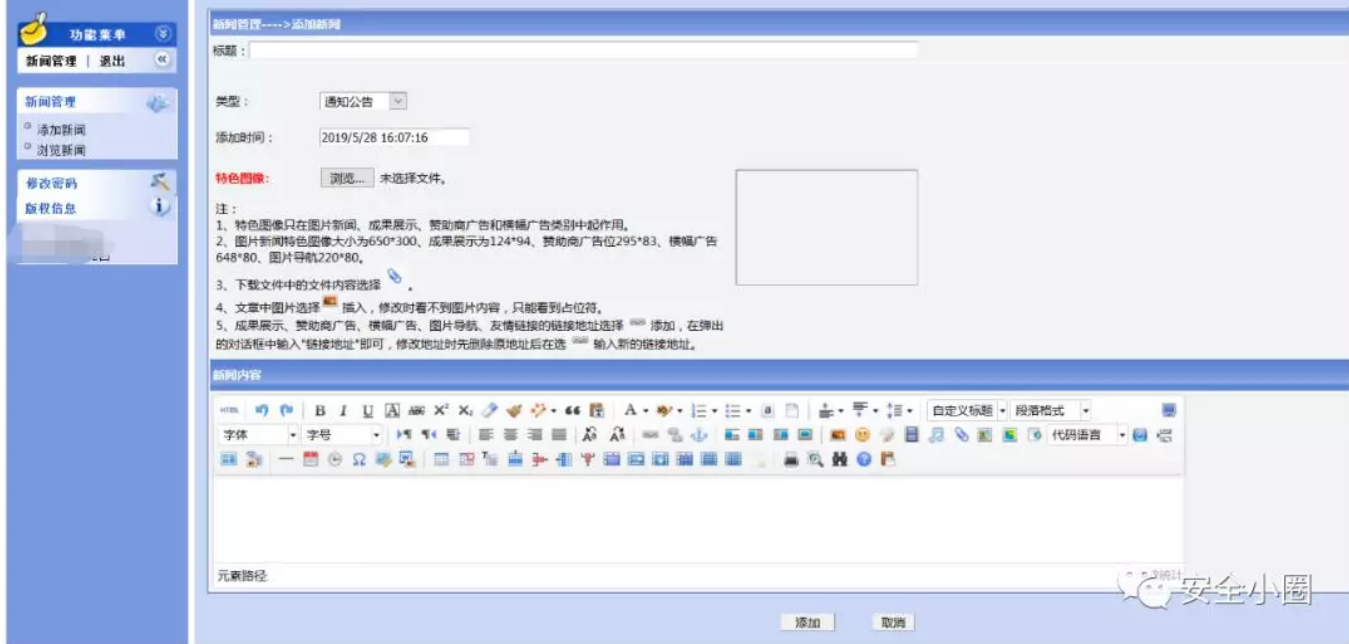 功能菜单
新闻管理 | 退出
新闻管理
添加新闻
浏览新闻
修改密码
版权信息
新闻管理---->添加新闻
标题：
类型：
通知公告
添加时间：
2019/5/28 16:07:16
特色图像:
浏览... 未选择文件。
注：
1、特色图像只在图片新闻、成果展示、赞助商广告和横幅广告类别中起作用。
2、图片新闻特色图像大小为650*300、成果展示为124*94、赞助商广告位295*83、横幅广告
648*80、图片导航220*80。
3、下载文件中的文件内容选择 。
4、文章中图片选择 插入，修改时看不到图片内容，只能看到占位符。
5、成果展示、赞助商广告、横幅广告、图片导航、友情链接的链接地址选择 添加，在弹出
的对话框中输入"链接地址"即可，修改地址时先删除原地址后在选 输入新的链接地址。
新闻内容
HTML B I U A ABC X² X₂ A a 自定义标题 段落格式
字体 字号 代码语言
元素路径
安全小圈
添加 取消